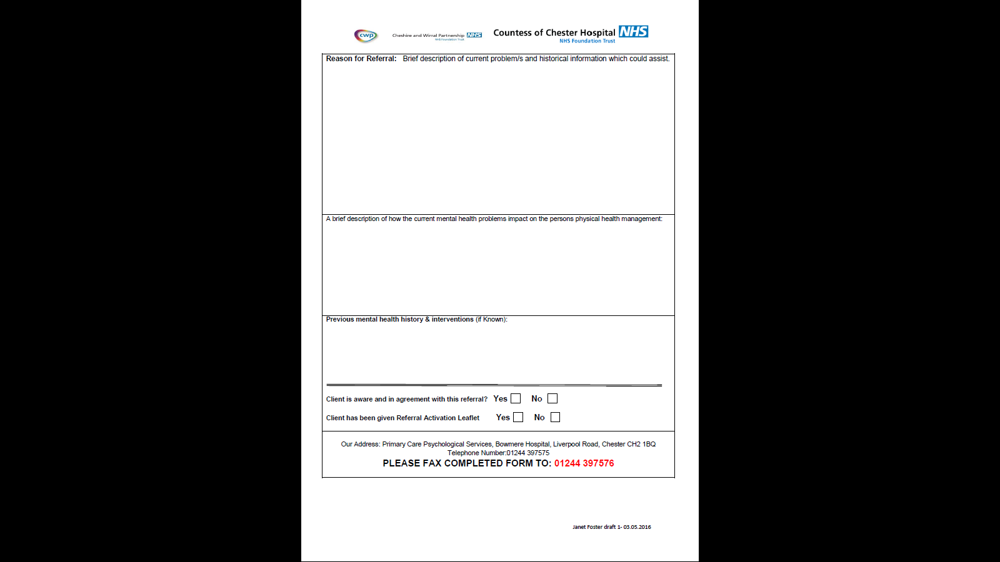 cwp
Cheshire and Wirral Partnership NHS
NHS Foundation Trust
Countess of Chester Hospital NHS
NHS Foundation Trust
Reason for Referral: Brief description of current problem/s and historical information which could assist.
A brief description of how the current mental health problems impact on the persons physical health management:
Previous mental health history & interventions (if Known):
Client is aware and in agreement with this referral? Yes No
Client has been given Referral Activation Leaflet Yes No
Our Address: Primary Care Psychological Services, Bowmere Hospital, Liverpool Road, Chester CH2 1BQ
Telephone Number:01244 397575
PLEASE FAX COMPLETED FORM TO: 01244 397576
Janet Foster draft 1- 03.05.2016